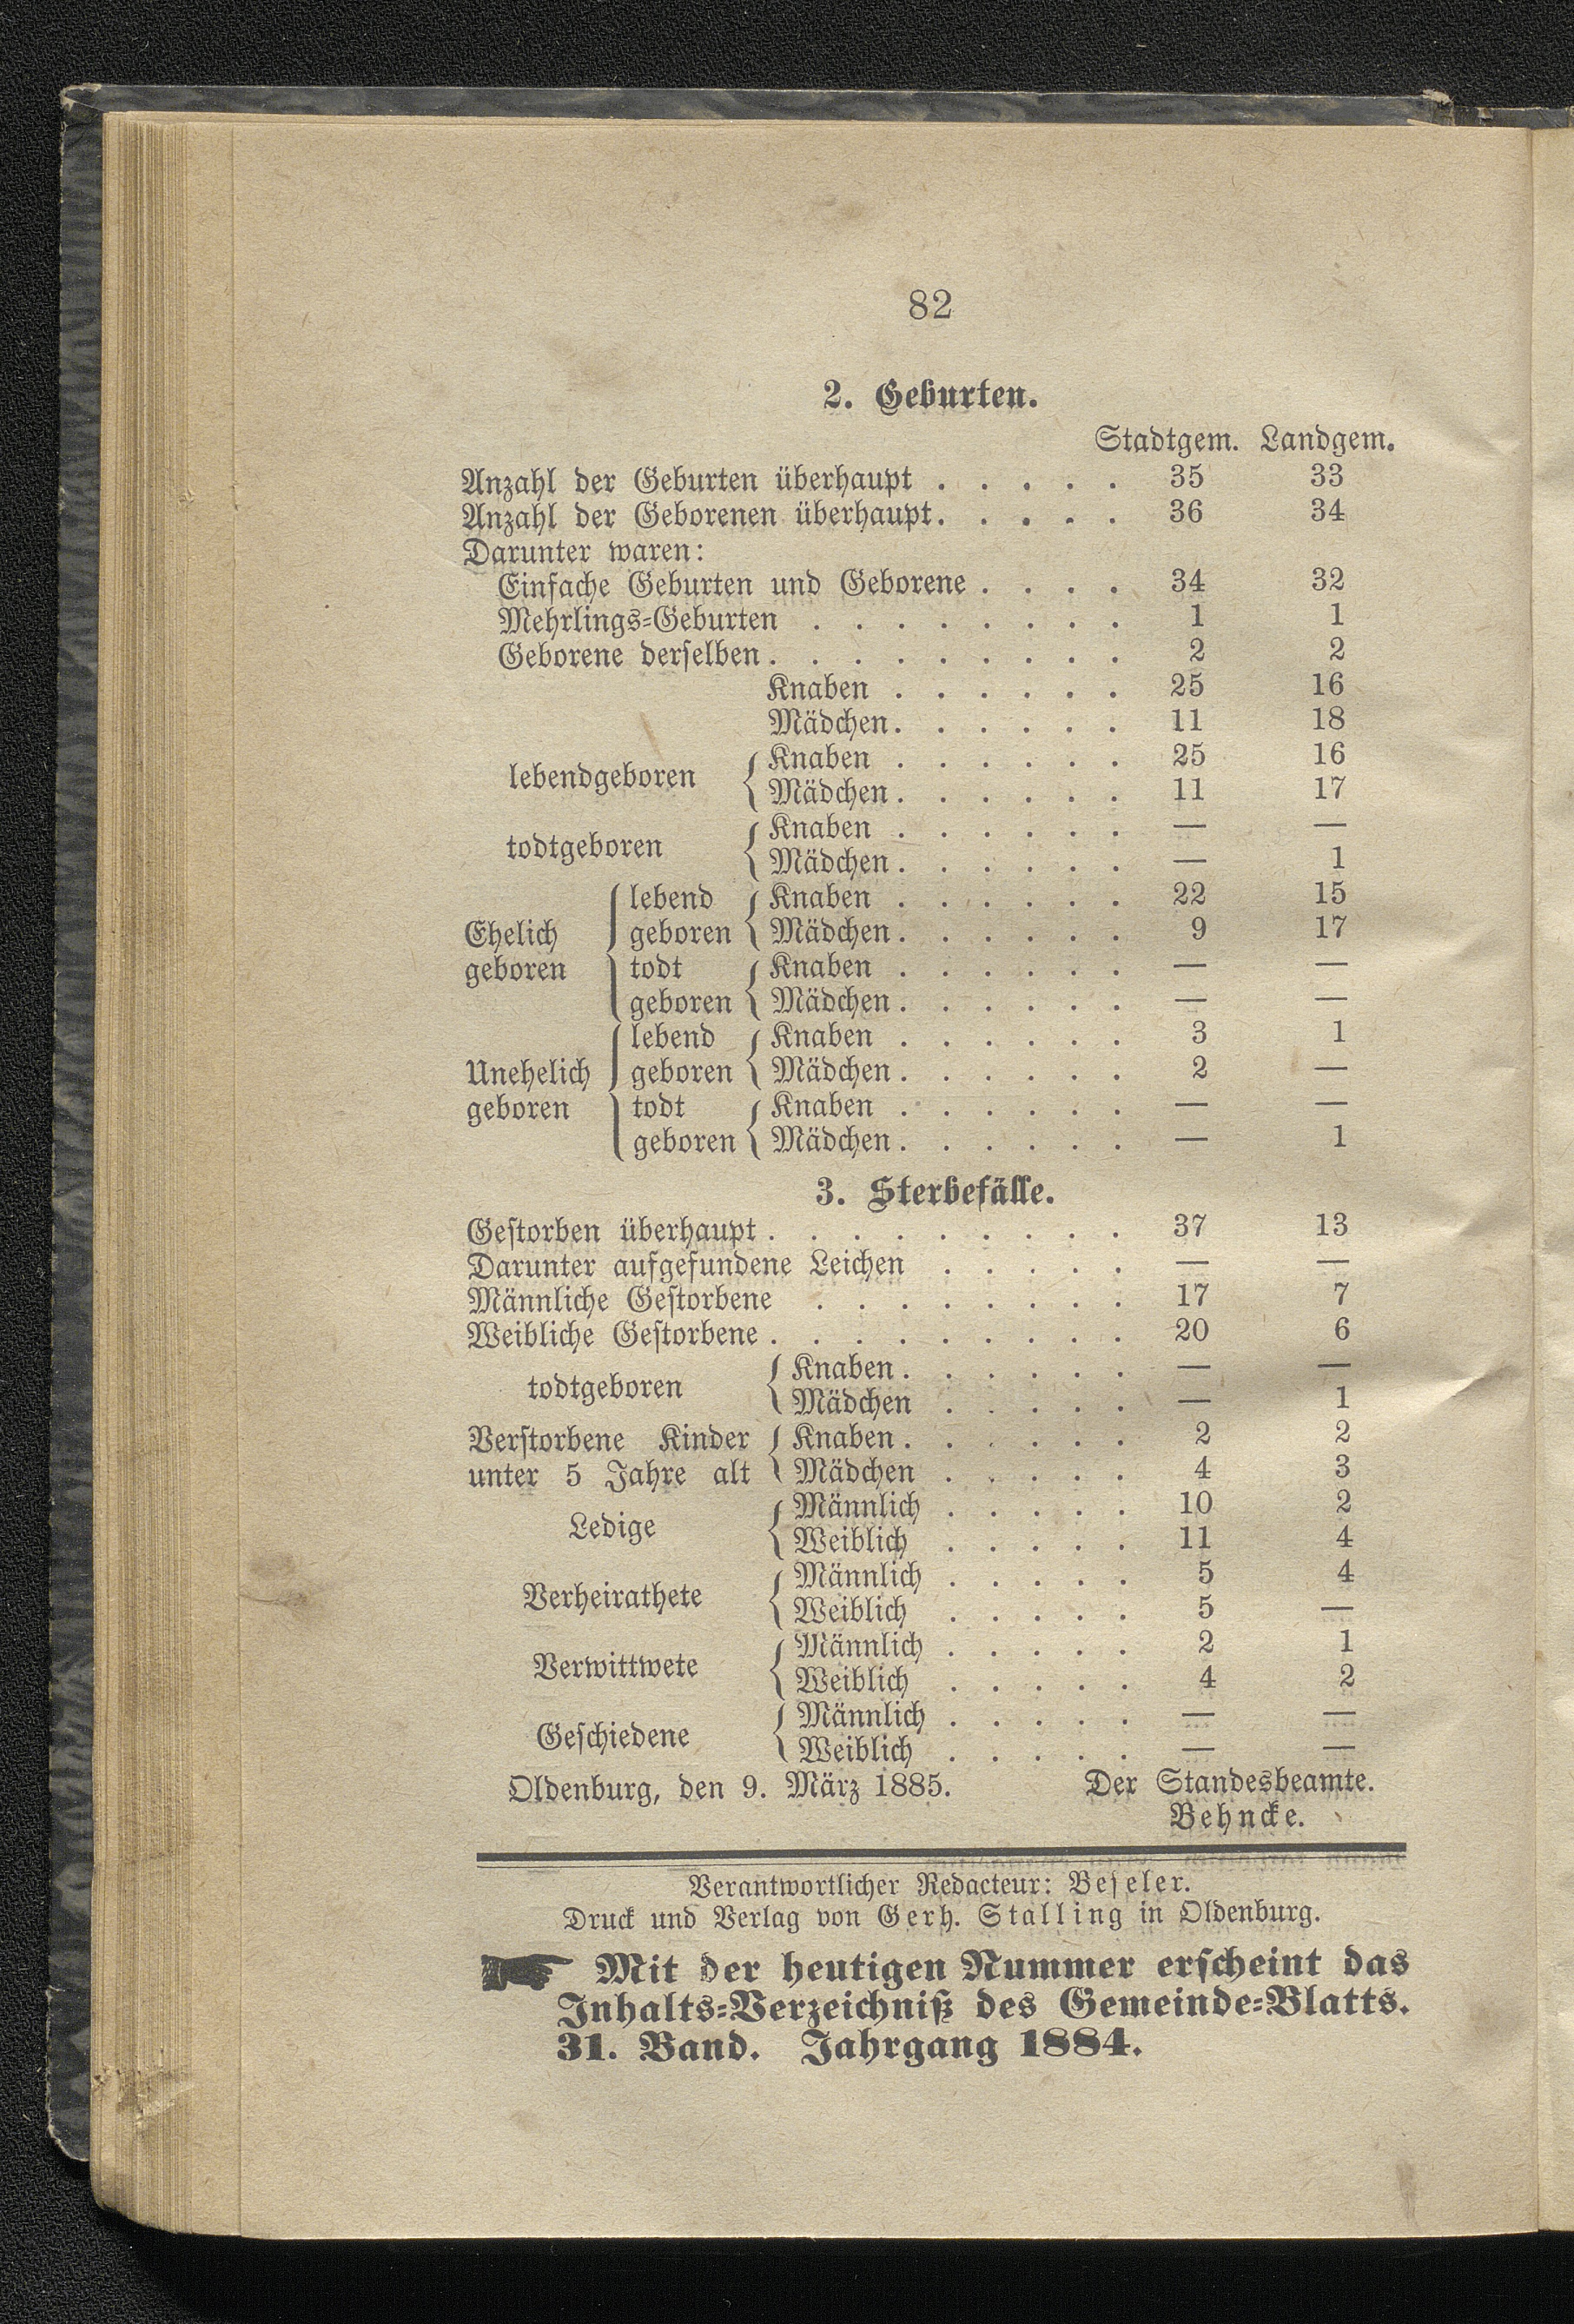 82
2. Geburten.
Stadtgem. Landgem.
Anzahl der Geburten überhaupt . . . . . 35 33
Anzahl der Geborenen überhaupt. . . . . 36 34
Darunter waren:
Einfache Geburten und Geborene . . . . 34 32
Mehrlings-Geburten . . . . . . . . 1 1
Geborene derselben . . . . . . . . . 2 2
Knaben . . . . . . 25 16
Mädchen. . . . . . 11 18
lebendgeboren { Knaben . . . . . . 25 16
Mädchen. . . . . . 11 17
todtgeboren { Knaben . . . . . . — —
Mädchen. . . . . . — 1
Ehelich geboren { lebend geboren { Knaben . . . . . . 22 15
Mädchen. . . . . . 9 17
todt geboren { Knaben . . . . . . — —
Mädchen. . . . . . — —
Unehelich geboren { lebend geboren { Knaben . . . . . . 3 1
Mädchen. . . . . . 2 —
todt geboren { Knaben . . . . . . — —
Mädchen. . . . . . — 1
3. Sterbefälle.
Gestorben überhaupt . . . . . . . . . 37 13
Darunter aufgefundene Leichen . . . . . — —
Männliche Gestorbene . . . . . . . . 17 7
Weibliche Gestorbene . . . . . . . . . 20 6
todtgeboren { Knaben. . . . . . — —
Mädchen . . . . . — 1
Verstorbene Kinder unter 5 Jahre alt { Knaben. . . . . . 2 2
Mädchen . . . . . 4 3
Ledige { Männlich . . . . . 10 2
Weiblich . . . . . 11 4
Verheirathete { Männlich . . . . . 5 4
Weiblich . . . . . 5 —
Verwittwete { Männlich . . . . . 2 1
Weiblich . . . . . 4 2
Geschiedene { Männlich . . . . . — —
Weiblich . . . . . — —
Oldenburg, den 9. März 1885. Der Standesbeamte.
Behncke.
Verantwortlicher Redacteur: Beseler.
Druck und Verlag von Gerh. Stalling in Oldenburg.
☛ Mit der heutigen Nummer erscheint das
Inhalts-Verzeichniß des Gemeinde-Blatts.
31. Band. Jahrgang 1884.